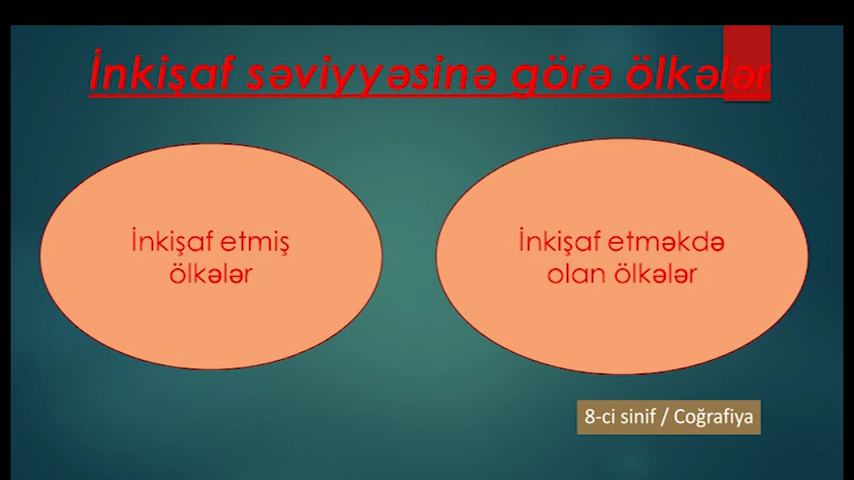 İnkişaf səviyyəsinə görə ölkələr
İnkişaf etmiş
ölkələr
İnkişaf etməkdə
olan ölkələr
8-ci sinif / Coğrafiya